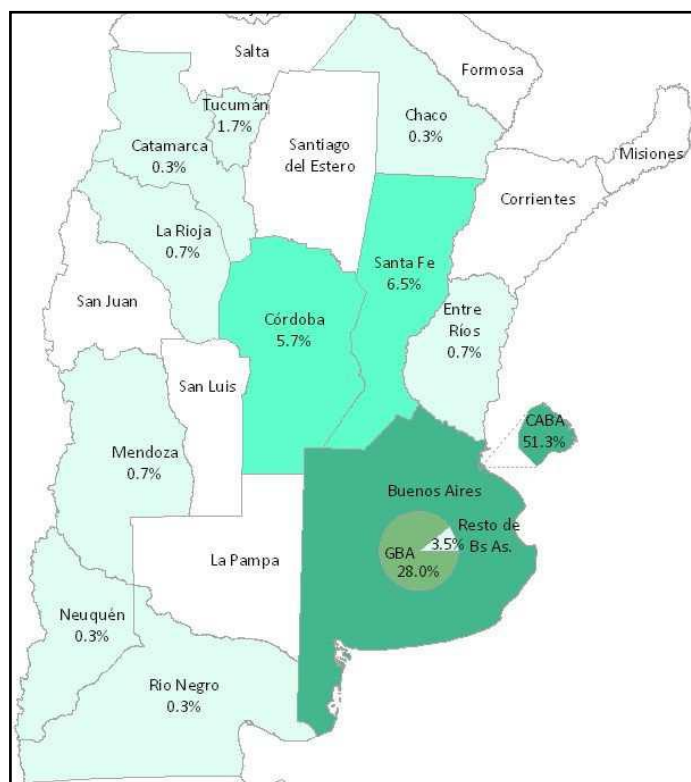 Salta
Formosa
Tucumán
1.7%
Chaco
0.3%
Catamarca
0.3%
Santiago
del Estero
Misiones
Corrientes
La Rioja
0.7%
Santa Fe
6.5%
San Juan
Córdoba
5.7%
Entre
Ríos
0.7%
San Luis
CABA
51.3%
Mendoza
0.7%
Buenos Aires
Resto de
Bs As.
3.5%
GBA
28.0%
La Pampa
Neuquén
0.3%
Rio Negro
0.3%